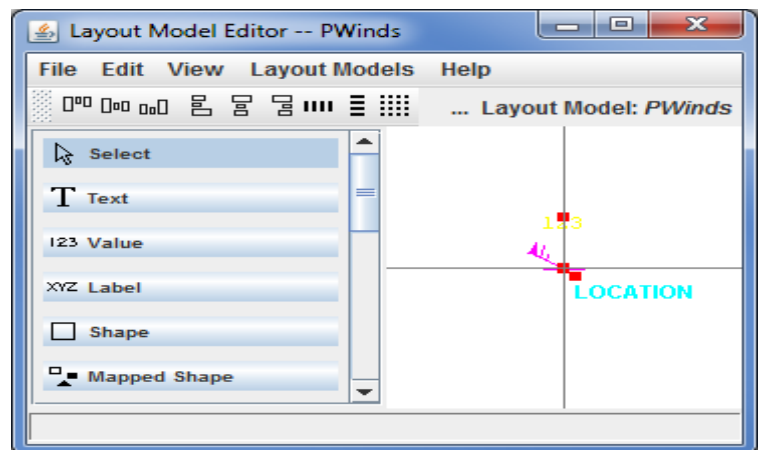 Layout Model Editor -- PWinds
File Edit View Layout Models Help
... Layout Model: PWinds
Select
T Text
123 Value
XYZ Label
Shape
Mapped Shape
123
LOCATION